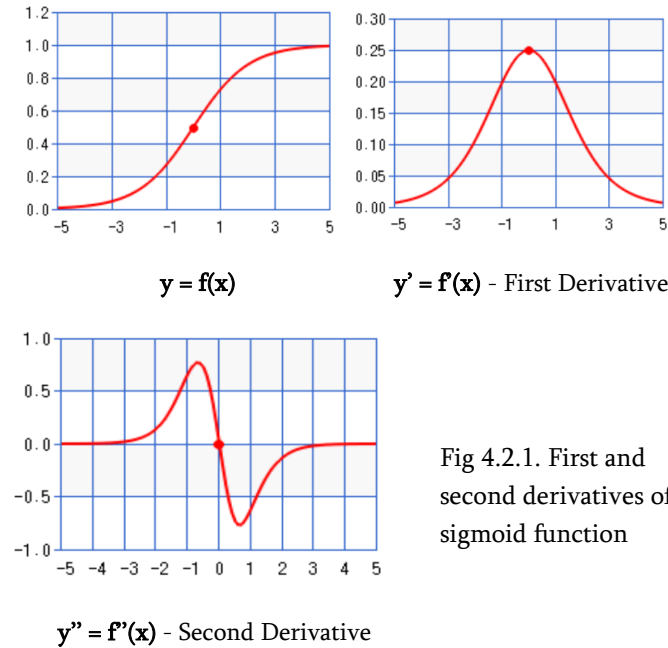 1.2
1.0
0.8
0.6
0.4
0.2
0.0
-5 -3 -1 1 3 5
y = f(x)
0.30
0.25
0.20
0.15
0.10
0.05
0.00
-5 -3 -1 1 3 5
y’ = f’(x) - First Derivative
1.0
0.5
0.0
-0.5
-1.0
-5 -4 -3 -2 -1 0 1 2 3 4 5
y” = f”(x) - Second Derivative
Fig 4.2.1. First and
second derivatives of
sigmoid function